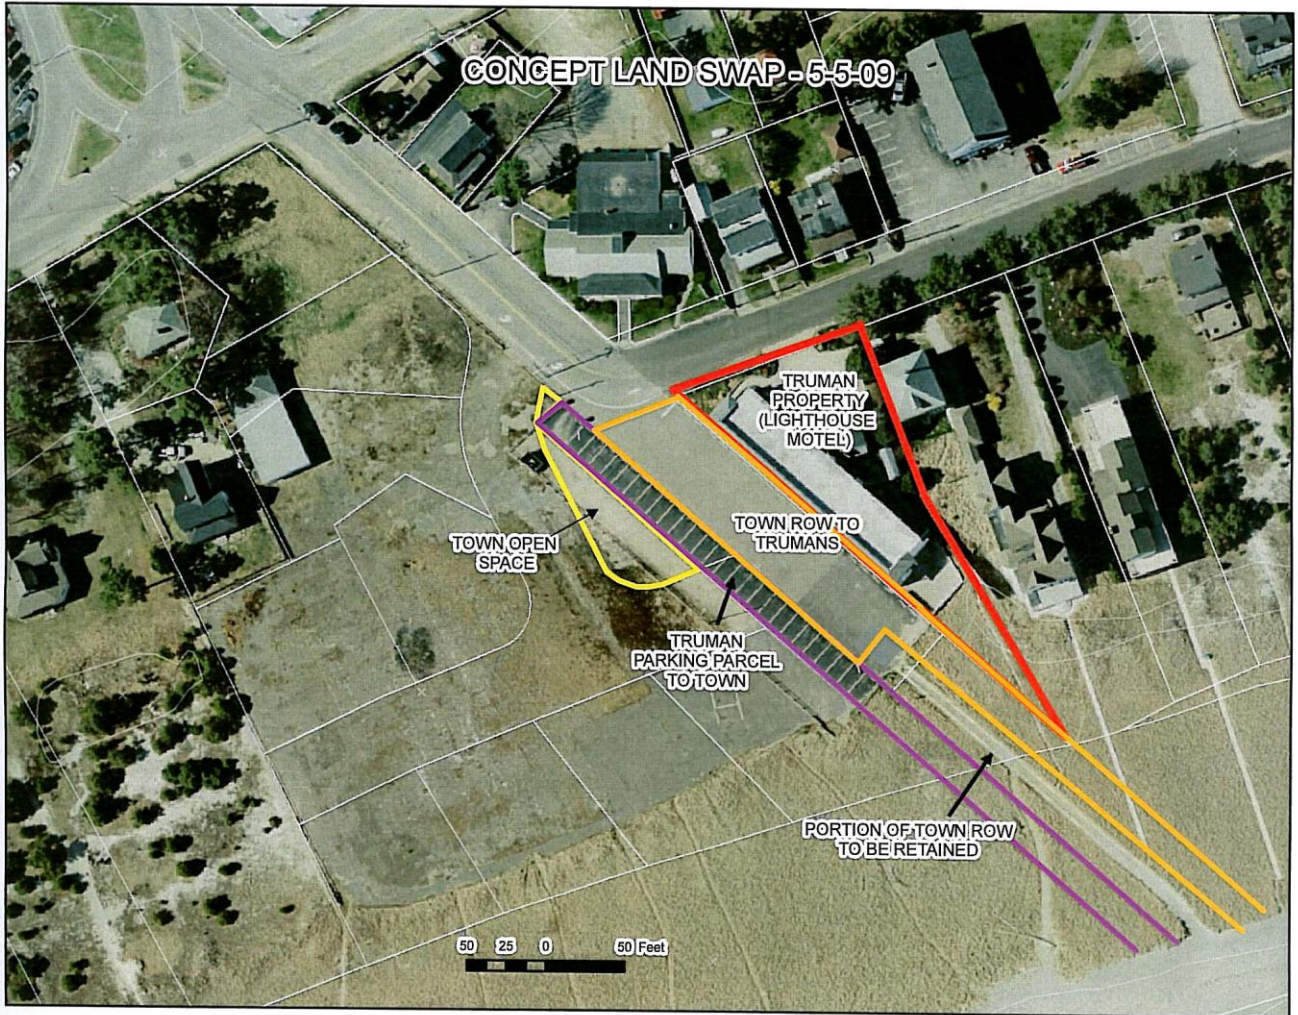 CONCEPT LAND SWAP - 5-5-09
TRUMAN
PROPERTY
(LIGHTHOUSE
MOTEL)
TOWN ROW TO
TRUMANS
TOWN OPEN
SPACE
TRUMAN
PARKING PARCEL
TO TOWN
PORTION OF TOWN ROW
TO BE RETAINED
50 25 0 50 Feet